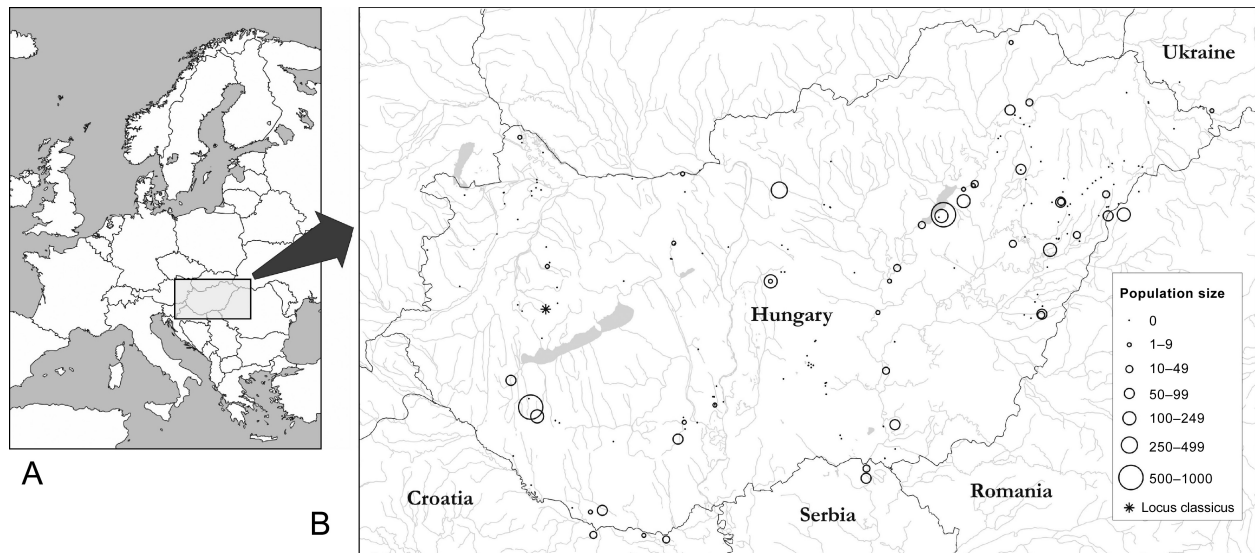 Ukraine
Hungary
Croatia
Serbia
Romania
A
B
Population size
0
1–9
10–49
50–99
100–249
250–499
500–1000
Locus classicus